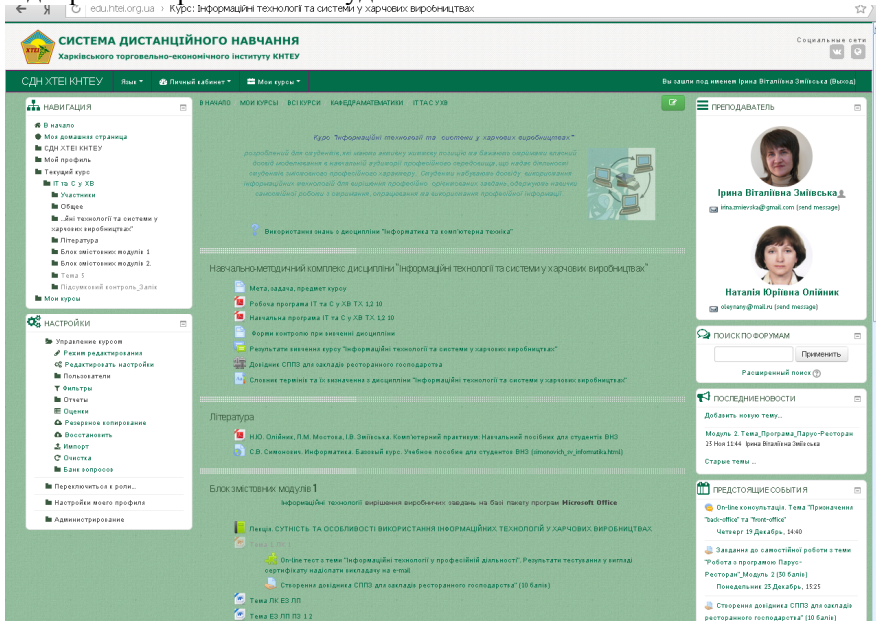 edu.htei.org.ua › Курс: Інформаційні технології та системи у харчових виробництвах
СИСТЕМА ДИСТАНЦІЙНОГО НАВЧАННЯ
Харківського торговельно-економічного інституту КНТЕУ
Социальные сети
СДН ХТЕІ КНТЕУ
Язык
Личный кабинет
Мои курсы
Вы зашли под именем Ірина Віталіївна Зміївська (Выход)
НАВИГАЦИЯ
В начало
Моя домашняя страница
СДН ХТЕІ КНТЕУ
Мой профиль
Текущий курс
ІТ та С у ХВ
Участники
Общее
...йні технології та системи у
харчових виробництвах"
Література
Блок змістовних модулів 1
Блок змістовних модулів 2.
Тема 5
Підсумковий контроль_Залік
Мои курсы
НАСТРОЙКИ
Управление курсом
Режим редактирования
Редактировать настройки
Пользователи
Фильтры
Отчеты
Оценки
Резервное копирование
Восстановить
Импорт
Очистка
Банк вопросов
Переключиться к роли...
Настройки моего профиля
Администрирование
В НАЧАЛО МОИ КУРСЫ ВСІ КУРСИ КАФЕДРА МАТЕМАТИКИ ІТ ТА С У ХВ
Курс "Інформаційні технології та системи у харчових виробництвах"
Використання знань з дисципліни "Інформатика та комп'ютерна техніка"
Навчально-методичний комплекс дисципліни "Інформаційні технології та системи у харчових виробництвах"
Мета, задача, предмет курсу
Робоча програма ІТ та С у ХВ ТХ 1,2 10
Навчальна програма ІТ та С у ХВ ТХ 1,2 10
Форми контролю при вивченні дисципліни
Результати вивчення курсу "Інформаційні технології та системи у харчових виробництвах"
Довідник СППЗ для закладів ресторанного господарства
Словник термінів та їх визначення з дисципліни "Інформаційні технології та системи у харчових виробництвах"
Література
Н.Ю. Олійник, Л.М. Мостова, І.В. Зміївська. Комп'ютерний практикум: Навчальний посібник для студентів ВНЗ
С.В. Симонович. Информатика. Базовый курс. Учебное пособие для студентов ВНЗ (simonovich_sv_informatika.html)
Блок змістовних модулів 1
Інформаційні технології вирішення виробничих завдань на базі пакету програм Microsoft Office
Лекція. СУТНІСТЬ ТА ОСОБЛИВОСТІ ВИКОРИСТАННЯ ІНФОРМАЦІЙНИХ ТЕХНОЛОГІЙ У ХАРЧОВИХ ВИРОБНИЦТВАХ
On-line тест з теми "Інформаційні технології у професійній діяльності". Результати тестування у вигляді
сертифікату надіслати викладачу на e-mail
Створення довідника СППЗ для закладів ресторанного господарства" (10 балів)
Тема ПК ЕЗ ЛП
Тема ЕЗ ЛП ПЗ 1.2
ПРЕПОДАВАТЕЛЬ
Ірина Віталіївна Зміївська
irina.zmievska@gmail.com (send message)
Наталія Юріївна Олійник
oleynany@mail.ru (send message)
ПОИСК ПО ФОРУМАМ
Применить
Расширенный поиск
ПОСЛЕДНИЕ НОВОСТИ
Добавить новую тему...
Модуль 2. Тема_Программа_Парус-Ресторан
25 Ноя 11:44 Ірина Віталіївна Зміївська
Старые темы ...
ПРЕДСТОЯЩИЕ СОБЫТИЯ
On-line консультація. Тема "Призначення
"back-office" та "front-office"
Четверг 19 Декабрь, 14:40
Завдання до самостійної роботи з теми
"Робота з програмою Парус-
Ресторан"_Модуль 2 (30 балів)
Понедельник 23 Декабрь, 15:25
Створення довідника СППЗ для закладів
ресторанного господарства" (10 балів)